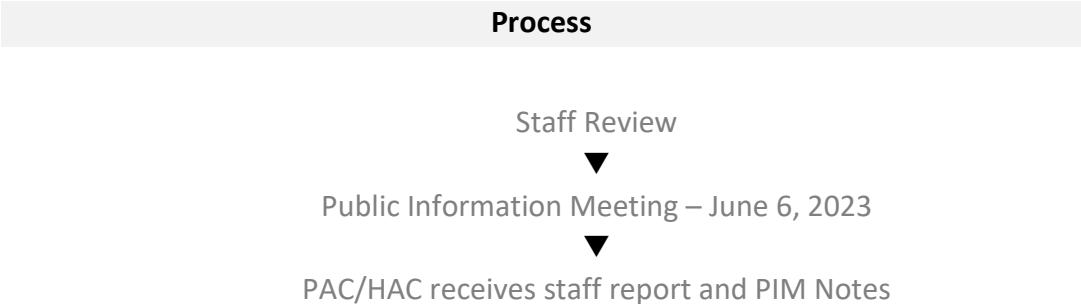 Process
Staff Review
▼
Public Information Meeting – June 6, 2023
▼
PAC/HAC receives staff report and PIM Notes